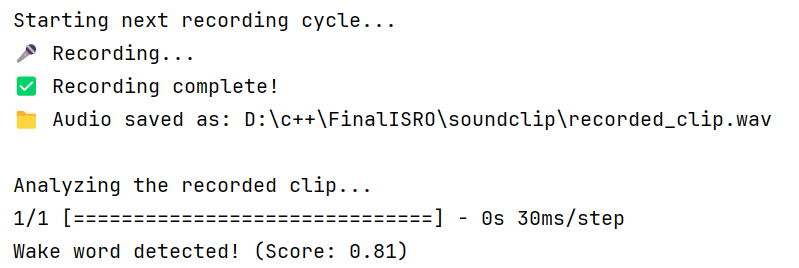 Starting next recording cycle...
🎤 Recording...
✅ Recording complete!
📁 Audio saved as: D:\c++\FinalISRO\soundclip\recorded_clip.wav
Analyzing the recorded clip...
1/1 [==============================] - 0s 30ms/step
Wake word detected! (Score: 0.81)